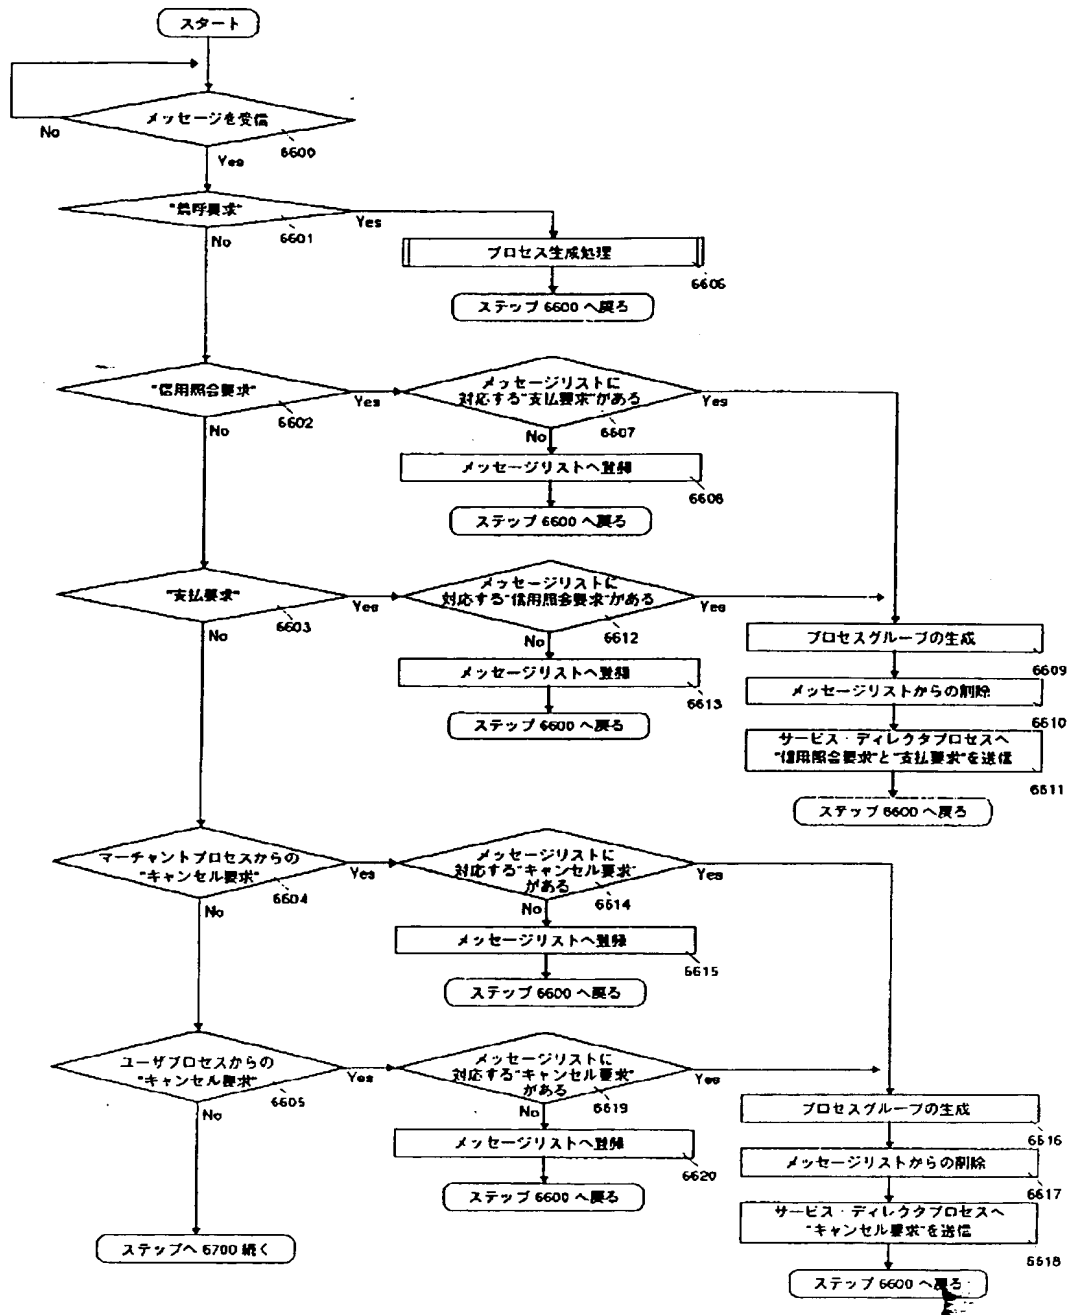 スタート
メッセージを受信
No
6600
Yes
呼要求"
6601
Yes
No
プロセス生成処理
6606
ステップ 6600 へ戻る
"信用照会要求"
Yes
6602
No
メッセージリストに
対応する"支払要求"がある
Yes
6607
No
メッセージリストへ登録
6608
ステップ 6600 へ戻る
"支払要求"
Yes
6603
No
メッセージリストに
対応する"信用照会要求"がある
Yes
6612
No
メッセージリストへ登録
6613
ステップ 6600 へ戻る
プロセスグループの生成
6609
メッセージリストからの削除
6610
サービス・ディレクタプロセスへ
"信用照会要求"と"支払要求"を送信
6611
ステップ 6600 へ戻る
マーチャントプロセスからの
"キャンセル要求"
Yes
6604
No
メッセージリストに
対応する"キャンセル要求"
がある
Yes
6614
No
メッセージリストへ登録
6615
ステップ 6600 へ戻る
ユーザプロセスからの
"キャンセル要求"
Yes
6605
No
メッセージリストに
対応する"キャンセル要求"
がある
Yes
6619
No
メッセージリストへ登録
6620
ステップ 6600 へ戻る
プロセスグループの生成
6616
メッセージリストからの削除
6617
サービス・ディレクタプロセスへ
"キャンセル要求"を送信
6618
ステップ 6600 へ戻る
ステップへ 6700 続く